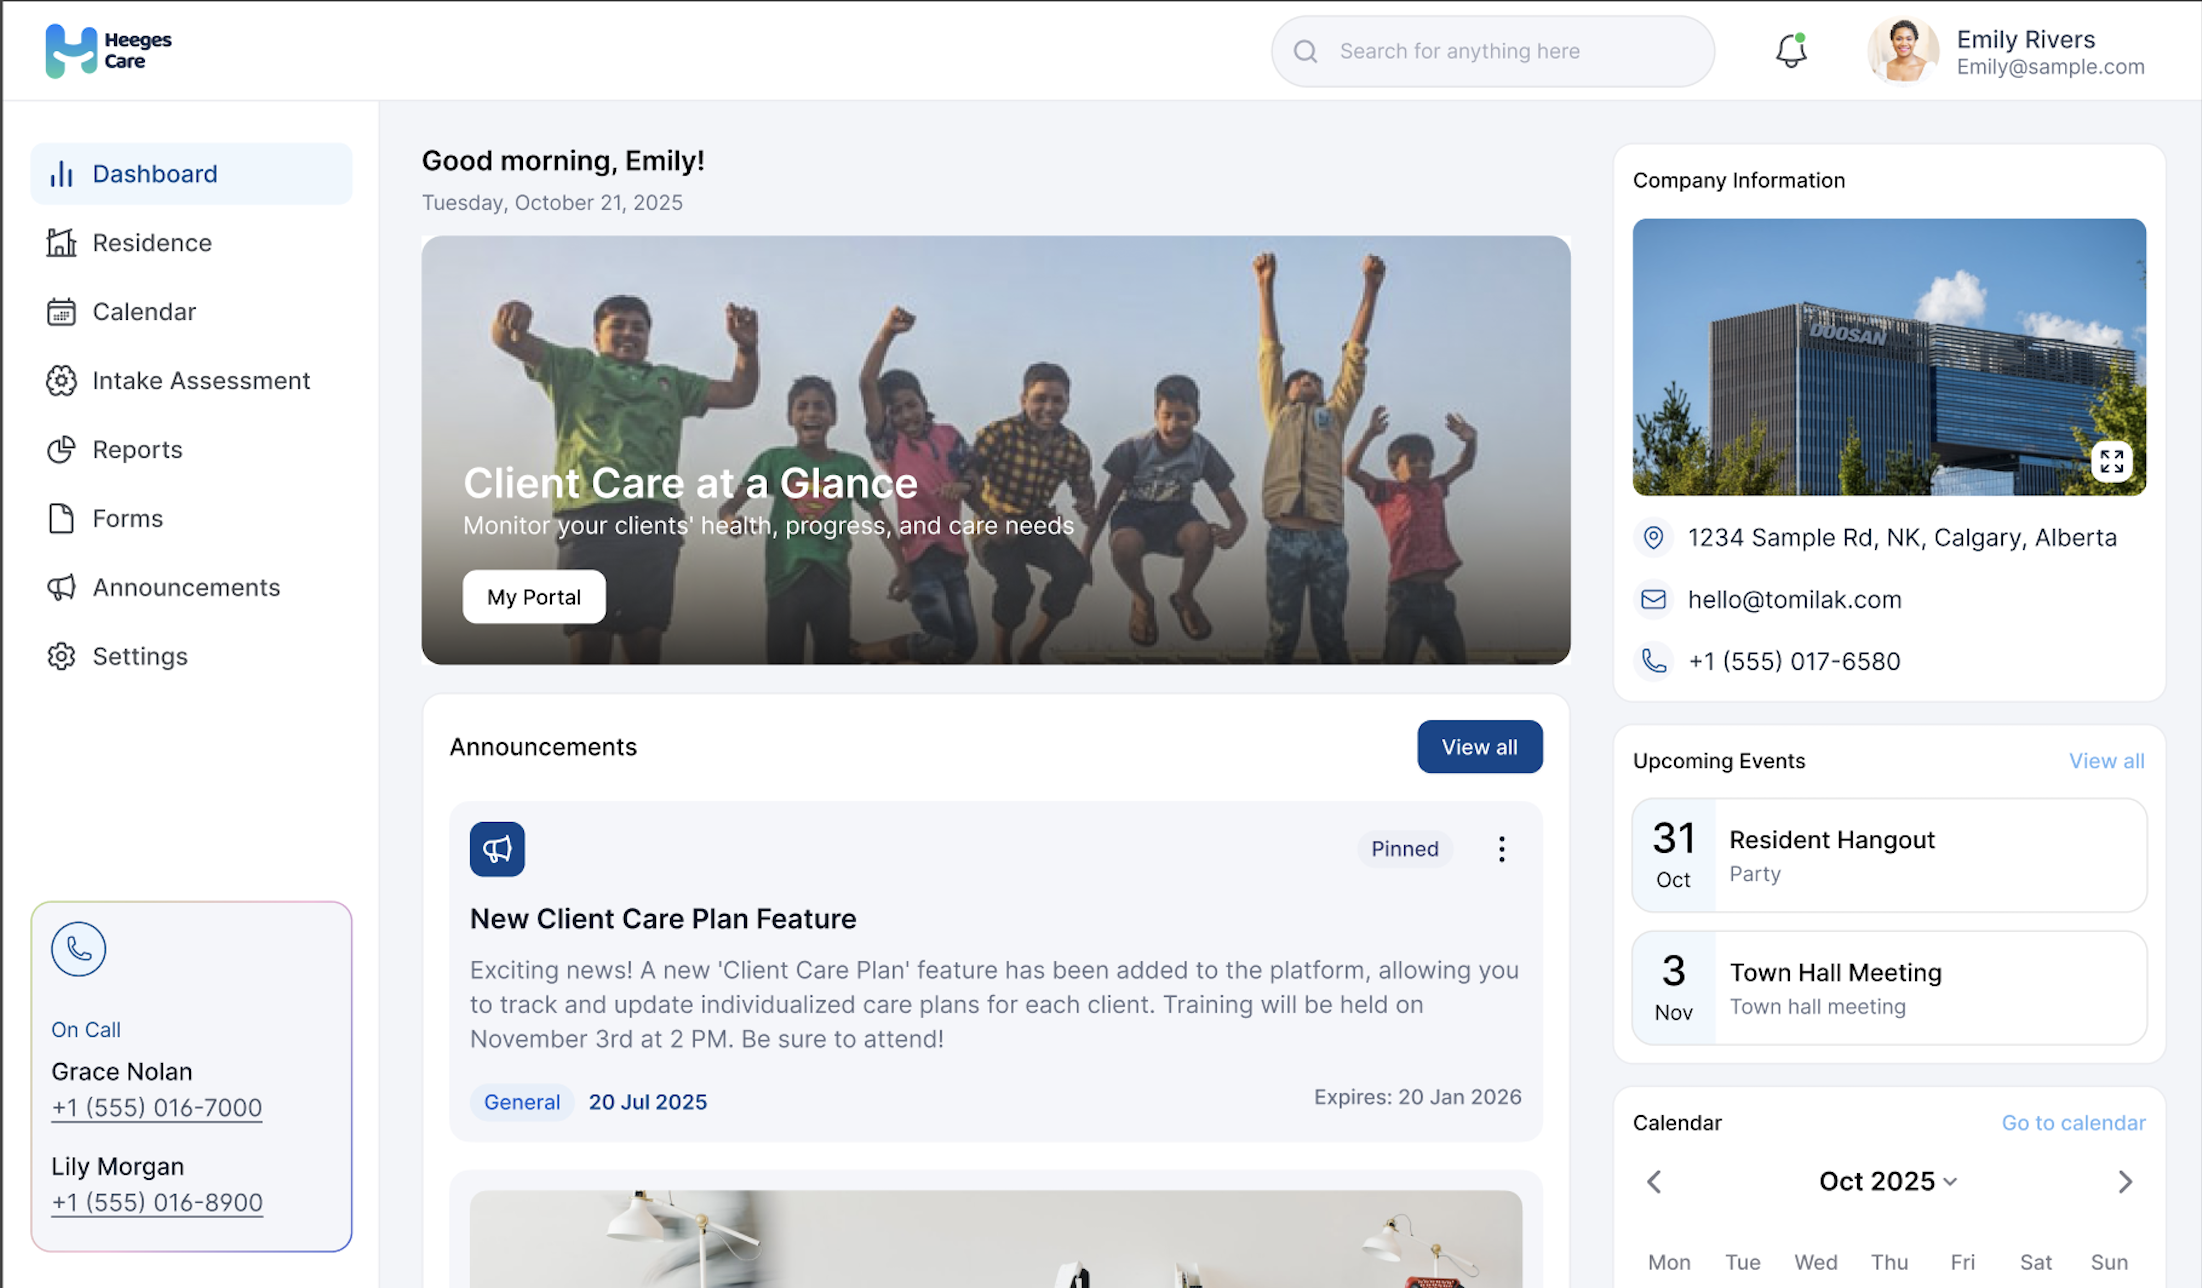 Heeges
Care
Search for anything here
Emily Rivers
Emily@sample.com
Dashboard
Residence
Calendar
Intake Assessment
Reports
Forms
Announcements
Settings
On Call
Grace Nolan
+1 (555) 016-7000
Lily Morgan
+1 (555) 016-8900
Good morning, Emily!
Tuesday, October 21, 2025
Client Care at a Glance
Monitor your clients' health, progress, and care needs
My Portal
Announcements
View all
Pinned
New Client Care Plan Feature
Exciting news! A new 'Client Care Plan' feature has been added to the platform, allowing you
to track and update individualized care plans for each client. Training will be held on
November 3rd at 2 PM. Be sure to attend!
General 20 Jul 2025
Expires: 20 Jan 2026
Company Information
DOOSAN
1234 Sample Rd, NK, Calgary, Alberta
hello@tomilak.com
+1 (555) 017-6580
Upcoming Events
View all
31
Oct
Resident Hangout
Party
3
Nov
Town Hall Meeting
Town hall meeting
Calendar
Go to calendar
Oct 2025
Mon Tue Wed Thu Fri Sat Sun